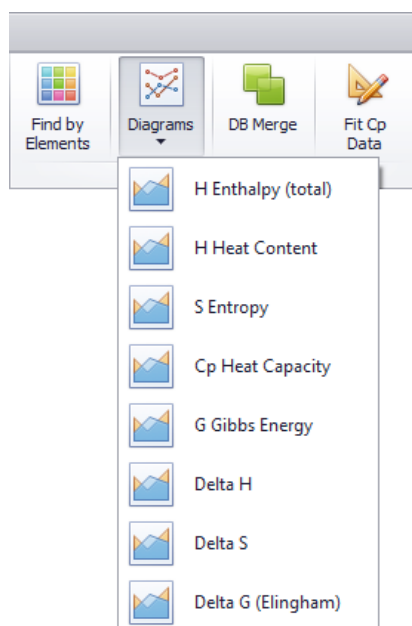 Find by
Elements
Diagrams
DB Merge
Fit Cp
Data
H Enthalpy (total)
H Heat Content
S Entropy
Cp Heat Capacity
G Gibbs Energy
Delta H
Delta S
Delta G (Elingham)